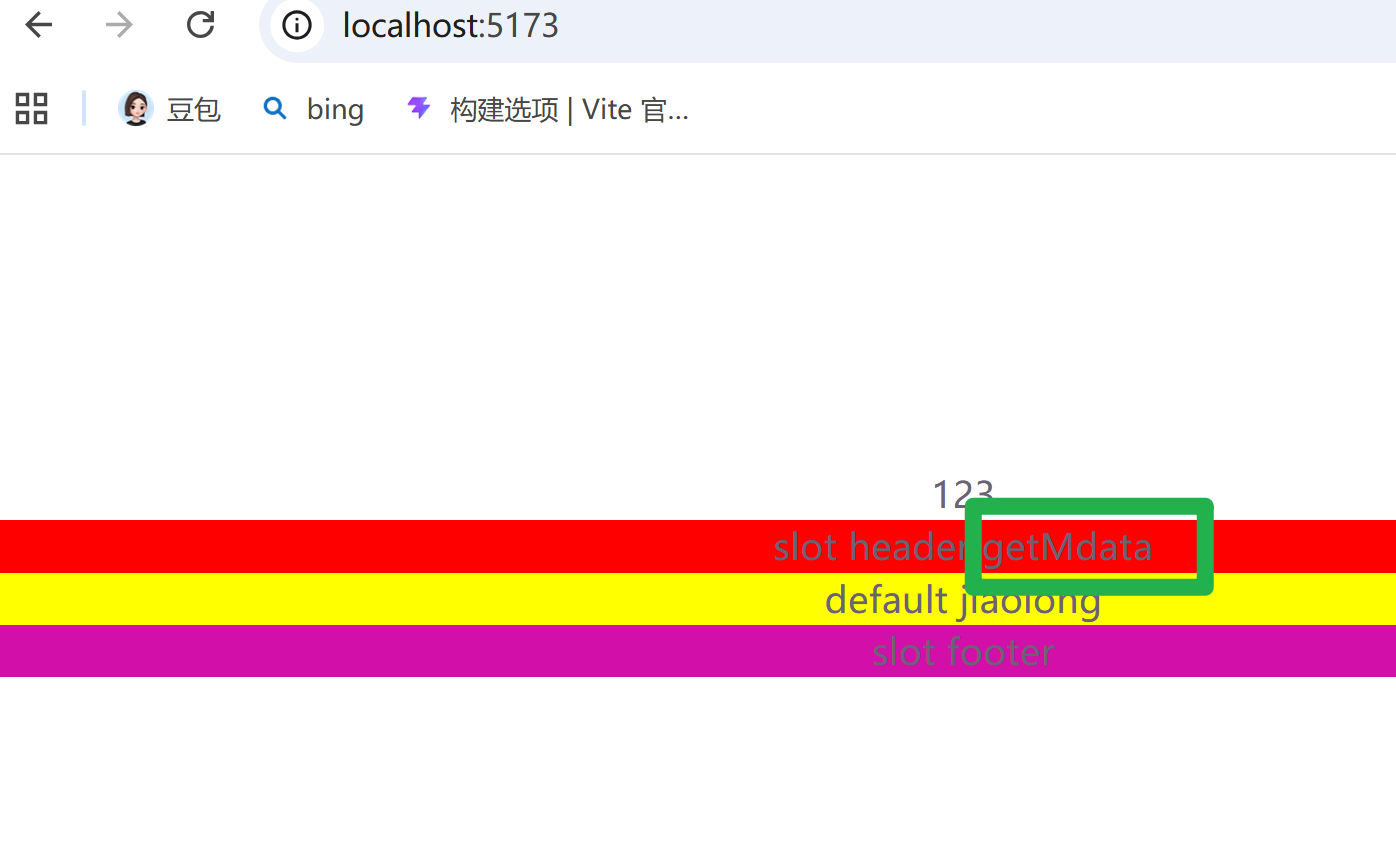 localhost:5173
豆包 bing 构建选项 | Vite 官...
123
slot header getMdata
default jiaolong
slot footer